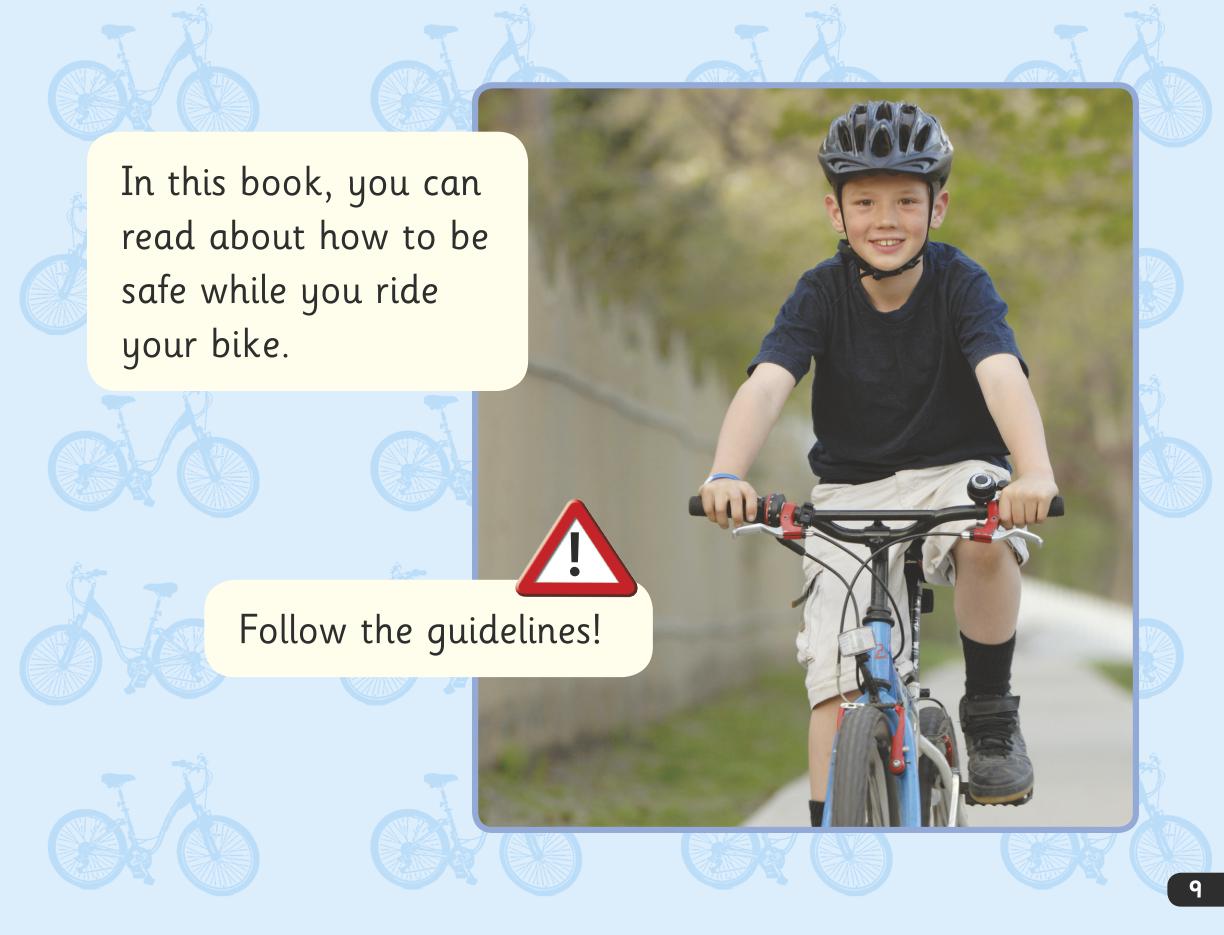 In this book, you can
read about how to be
safe while you ride
your bike.
!
Follow the guidelines!
2
9